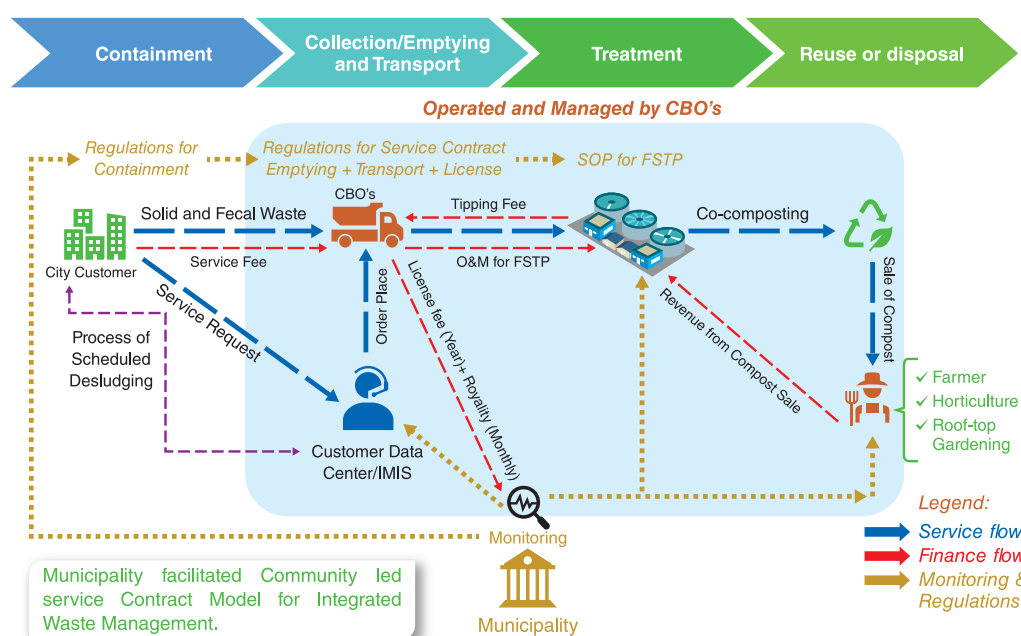 Containment
Collection/Emptying
and Transport
Treatment
Reuse or disposal
Operated and Managed by CBO's
Regulations for
Containment
Regulations for Service Contract
Emptying + Transport + License
SOP for FSTP
CBO's
Solid and Fecal Waste
Tipping Fee
Co-composting
Service Fee
O&M for FSTP
City Customer
Service Request
Order Place
License fee (Year)+ Royality (Monthly)
Revenue from Compost Sale
Sale of Compost
Process of
Scheduled
Desludging
Farmer
Horticulture
Roof-top
Gardening
Customer Data
Center/IMIS
Monitoring
Municipality
Legend:
Service flow
Finance flow
Monitoring &
Regulations
Municipality facilitated Community led
service Contract Model for Integrated
Waste Management.